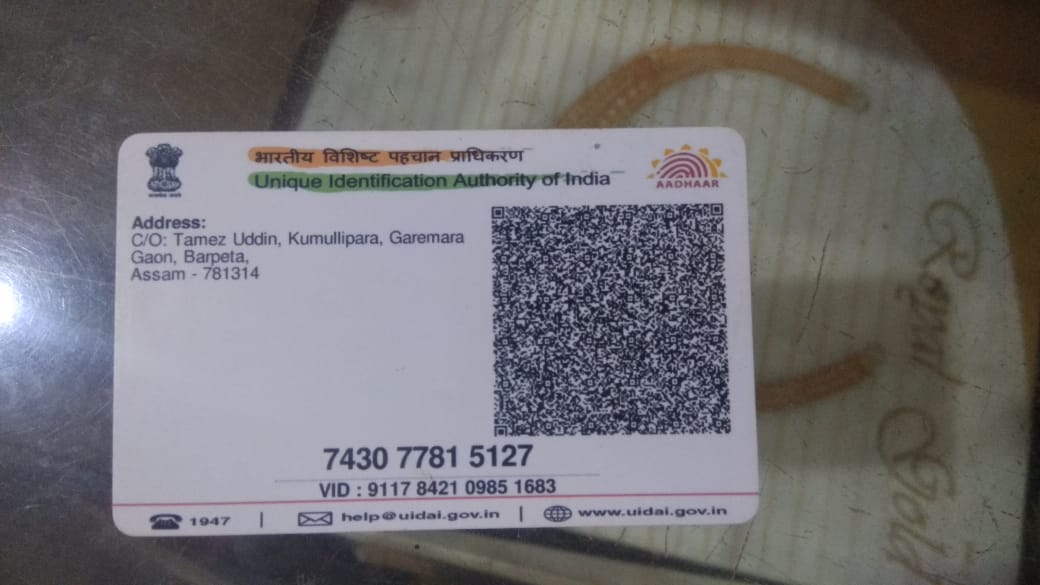 भारतीय विशिष्ट पहचान प्राधिकरण
Unique Identification Authority of India
AADHAAR
Address:
C/O: Tamez Uddin, Kumullipara, Garemara
Gaon, Barpeta,
Assam - 781314
7430 7781 5127
VID : 9117 8421 0985 1683
1947 | help@uidai.gov.in | www.uidai.gov.in
Royal Gold